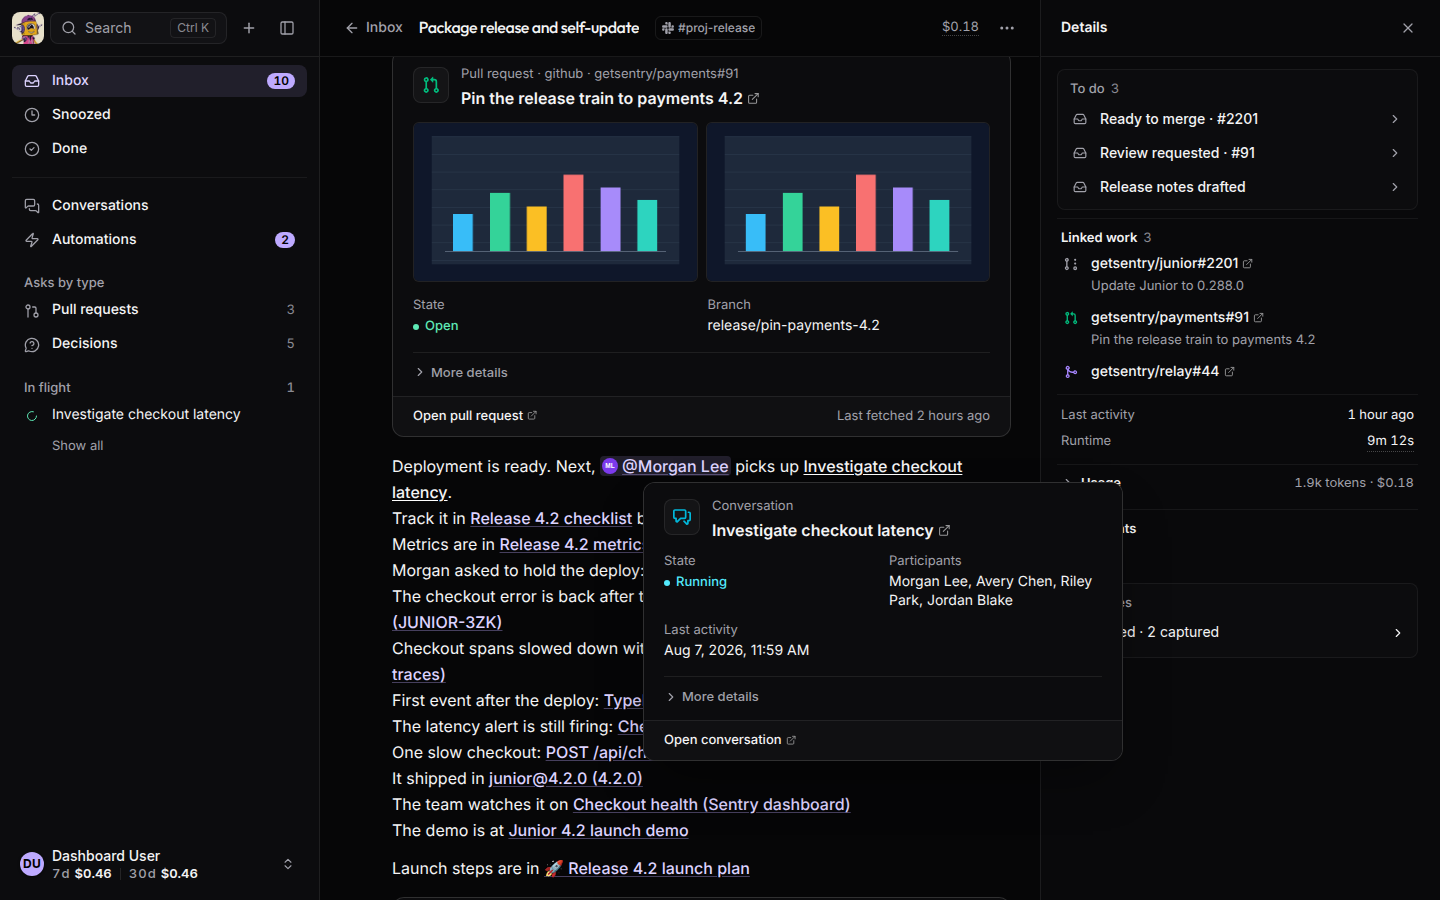 Search
Ctrl K
Inbox
10
Snoozed
Done
Conversations
Automations
2
Asks by type
Pull requests
3
Decisions
5
In flight
1
Investigate checkout latency
Show all
DU
Dashboard User
7d $0.46
30d $0.46
Inbox
Package release and self-update
#proj-release
$0.18
Pull request · github · getsentry/payments#91
Pin the release train to payments 4.2
State
Open
Branch
release/pin-payments-4.2
More details
Open pull request
Last fetched 2 hours ago
Deployment is ready. Next, ML @Morgan Lee picks up Investigate checkout
latency.
Track it in Release 4.2 checklist
Metrics are in Release 4.2
Morgan asked to hold the deploy:
The checkout error is back after
(JUNIOR-3ZK)
Checkout spans slowed down
traces)
First event after the deploy: Type
The latency alert is still firing:
One slow checkout: POST
It shipped in junior@4.2.0 (4.2.0)
The team watches it on Checkout health (Sentry dashboard)
The demo is at Junior 4.2 launch demo
Launch steps are in 🚀 Release 4.2 launch plan
Conversation
Investigate checkout latency
State
Running
Participants
Morgan Lee, Avery Chen, Riley
Park, Jordan Blake
Last activity
Aug 7, 2026, 11:59 AM
More details
Open conversation
Details
To do 3
Ready to merge · #2201
Review requested · #91
Release notes drafted
Linked work 3
getsentry/junior#2201
Update Junior to 0.288.0
getsentry/payments#91
Pin the release train to payments 4.2
getsentry/relay#44
Last activity
1 hour ago
Runtime
9m 12s
Usage
1.9k tokens · $0.18
· 2 captured